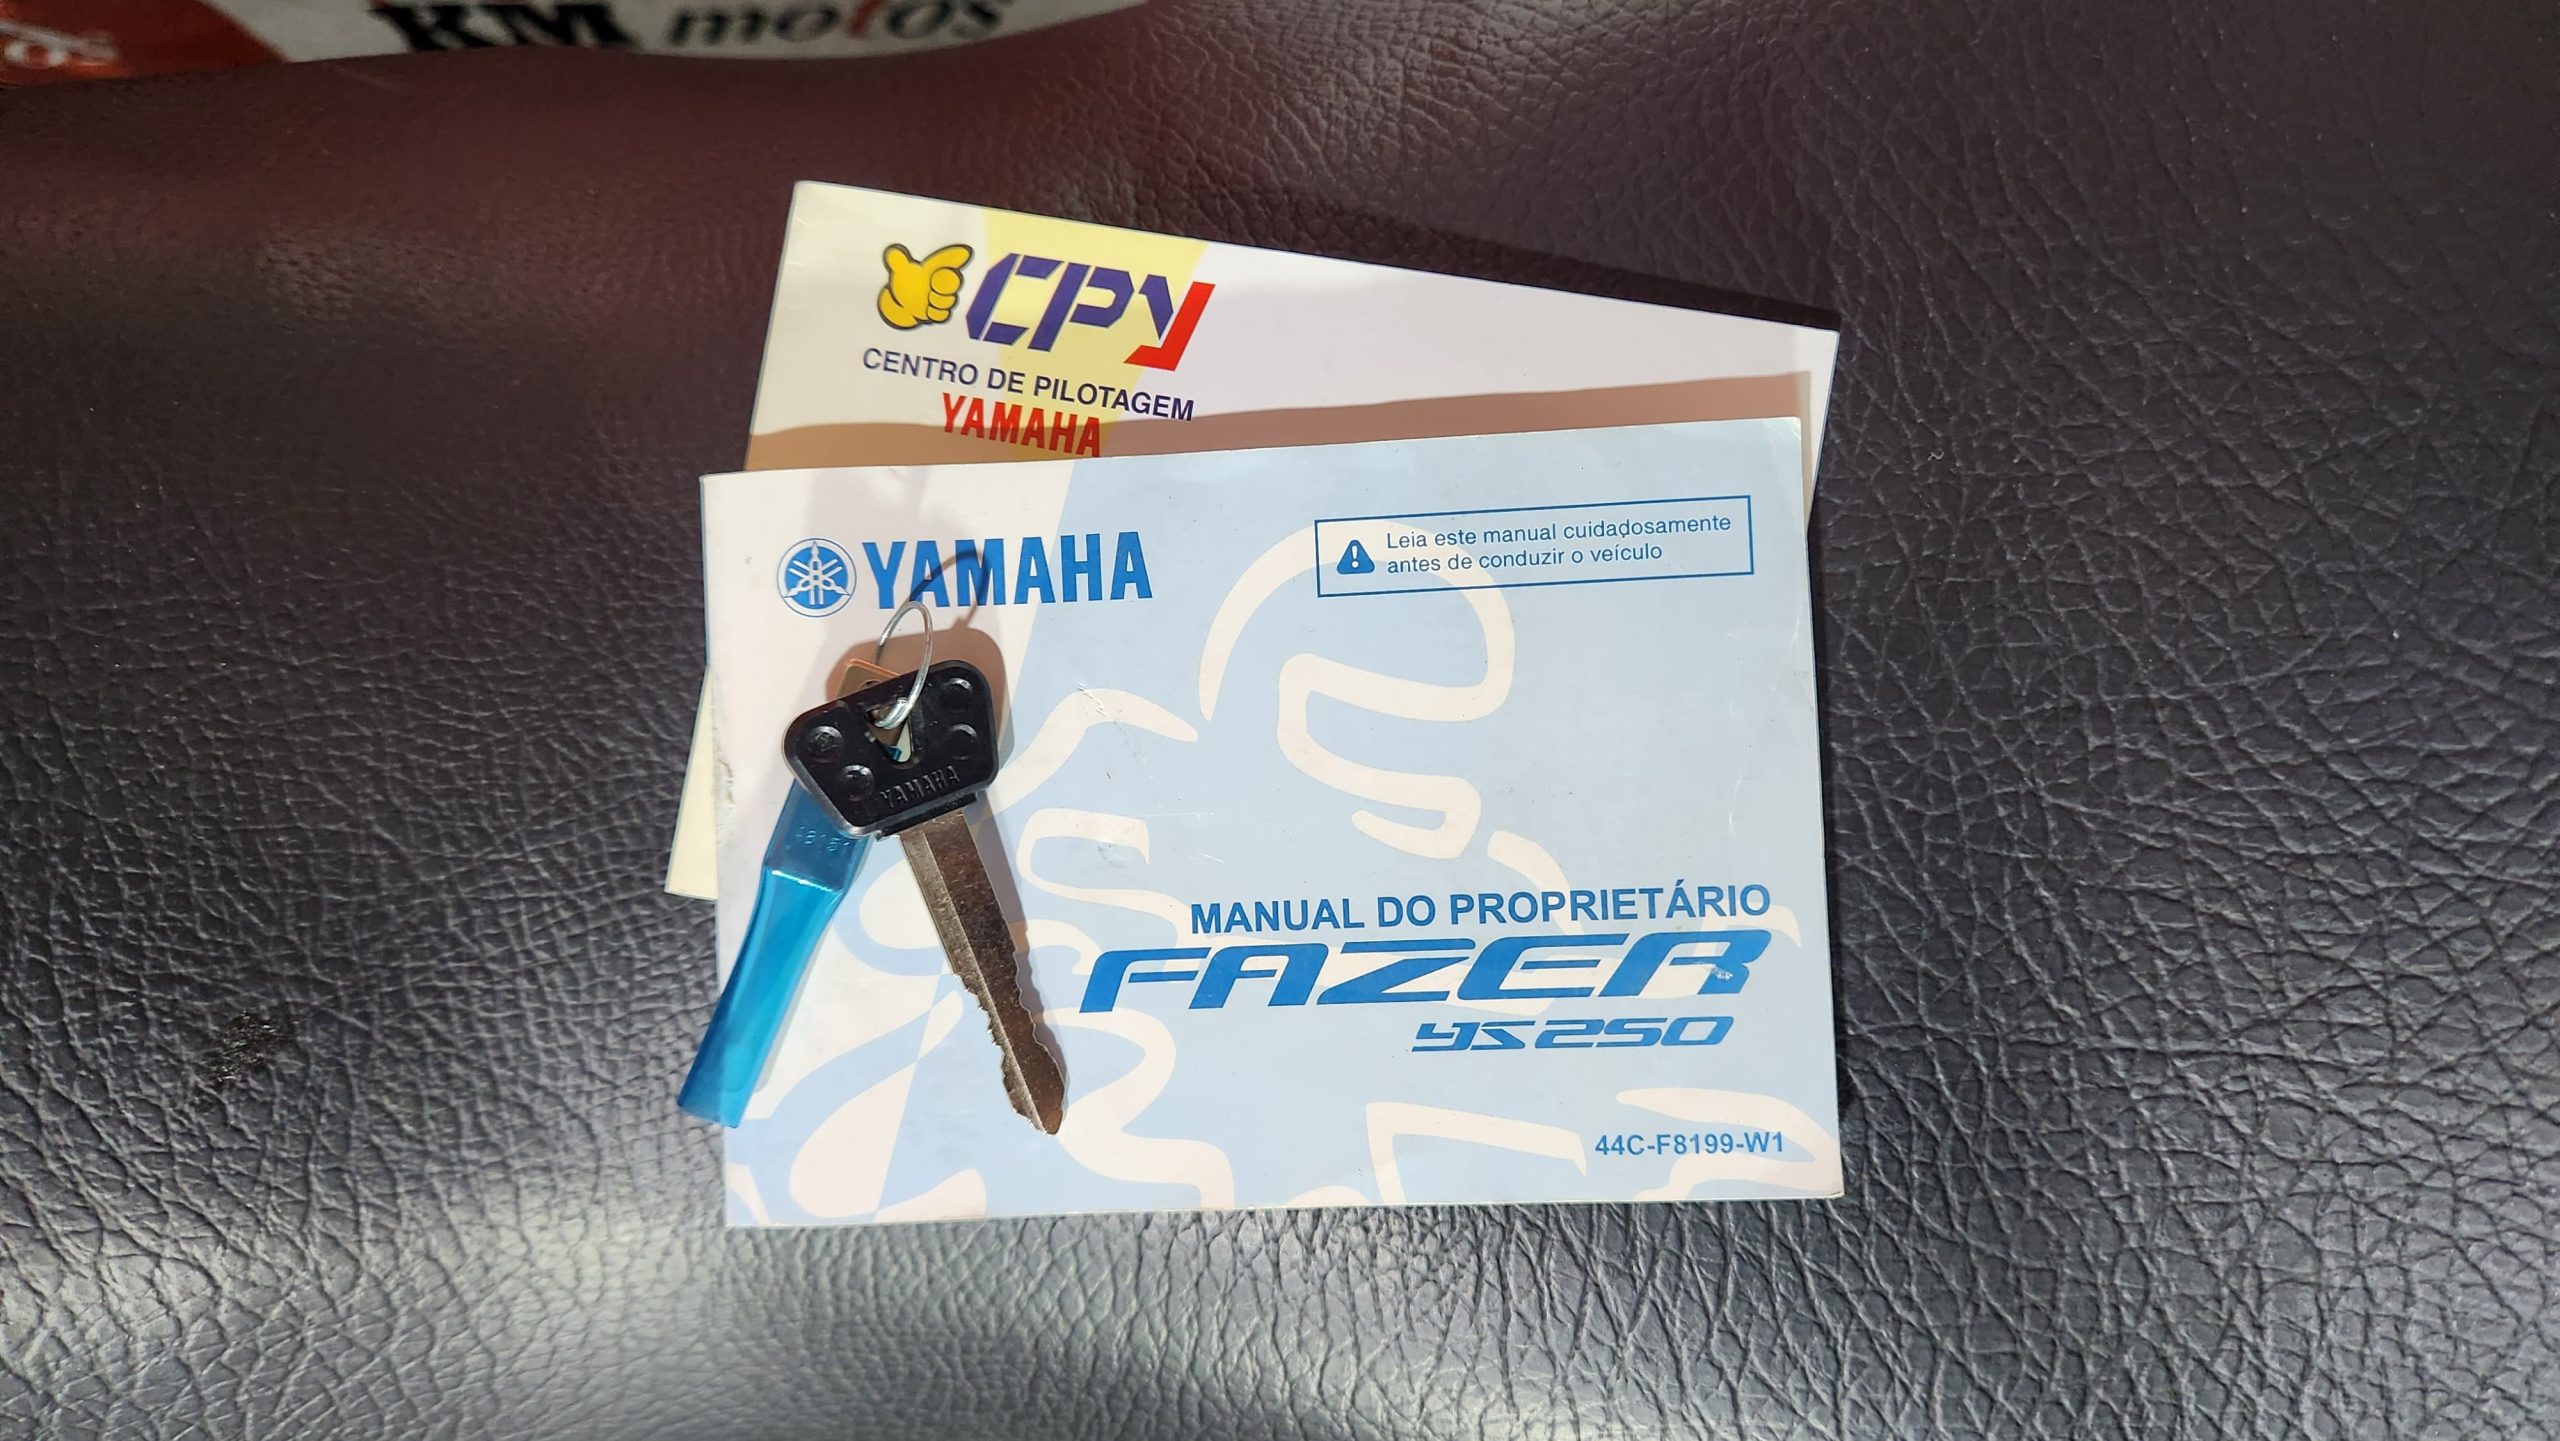 KM motos
CPY
CENTRO DE PILOTAGEM
YAMAHA
YAMAHA
Leia este manual cuidadosamente
antes de conduzir o veículo
YAMAHA
MANUAL DO PROPRIETÁRIO
FAZER
YS250
44C-F8199-W1